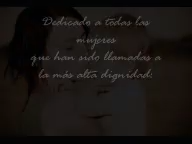 Dedicado a todas las
mujeres
que han sido llamadas a
la más alta dignidad: